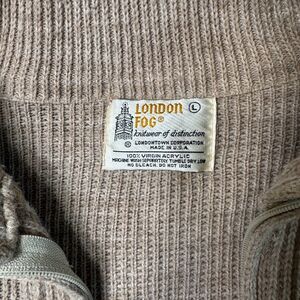 LONDON
FOG®
L
knitwear of distinction
LONDONTOWN CORPORATION
MADE IN U.S.A.
100% VIRGIN ACRYLIC
MACHINE WASH SEPARATELY, TUMBLE DRY LOW
NO BLEACH, DO NOT IRON